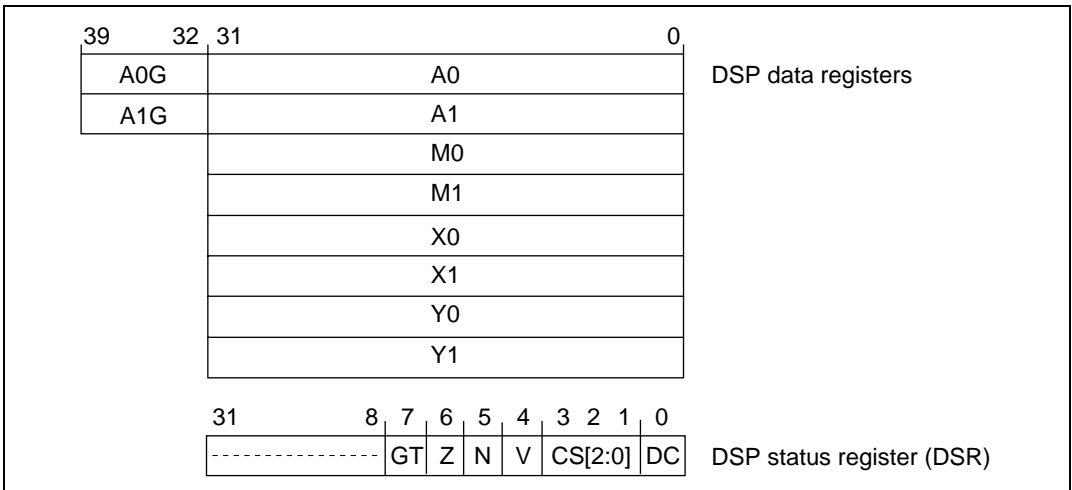 39 32 31 0
A0G A0 DSP data registers
A1G A1
M0
M1
X0
X1
Y0
Y1
31 8 7 6 5 4 3 2 1 0
GT Z N V CS[2:0] DC DSP status register (DSR)